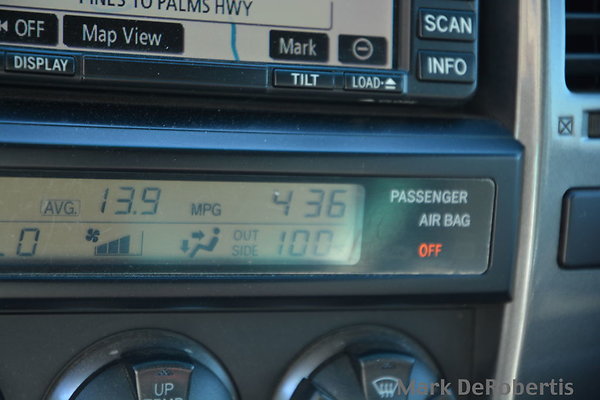 PINES TO PALMS HWY
OFF
Map View
Mark
SCAN
DISPLAY
TILT
LOAD
INFO
AVG. 13.9 MPG 4 36
PASSENGER
AIR BAG
OFF
.0
OUT
SIDE
100
UP
Mark DeRobertis